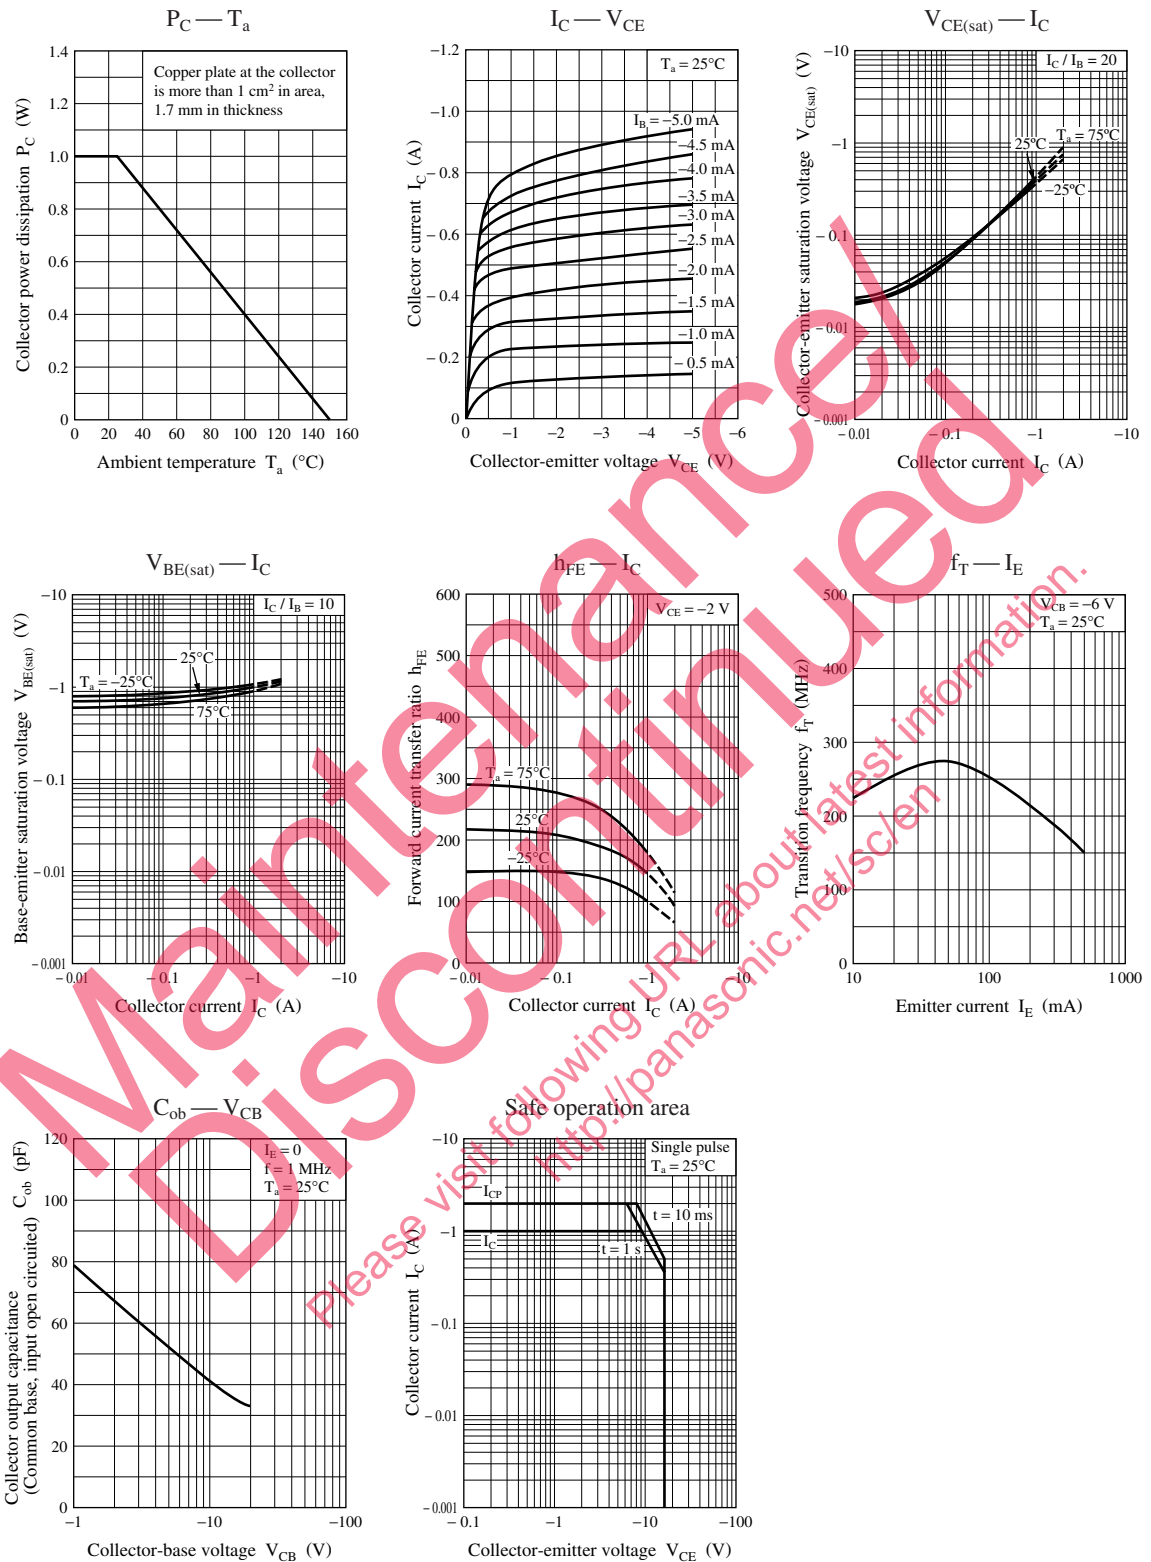 P_C — T_a
Copper plate at the collector
is more than 1 cm² in area,
1.7 mm in thickness
Collector power dissipation P_C (W)
1.4
1.2
1.0
0.8
0.6
0.4
0.2
0
0 20 40 60 80 100 120 140 160
Ambient temperature T_a (°C)
I_C — V_CE
T_a = 25°C
Collector current I_C (A)
−1.2
−1.0
−0.8
−0.6
−0.4
−0.2
0
I_B = −5.0 mA
−4.5 mA
−4.0 mA
−3.5 mA
−3.0 mA
−2.5 mA
−2.0 mA
−1.5 mA
−1.0 mA
−0.5 mA
0 −1 −2 −3 −4 −5 −6
Collector-emitter voltage V_CE (V)
V_CE(sat) — I_C
I_C / I_B = 20
Collector-emitter saturation voltage V_CE(sat) (V)
−10
−1
−0.1
−0.01
−0.001
25°C
T_a = 75°C
−25°C
−0.01 −0.1 −1 −10
Collector current I_C (A)
V_BE(sat) — I_C
I_C / I_B = 10
Base-emitter saturation voltage V_BE(sat) (V)
−10
−1
−0.1
−0.01
−0.001
25°C
T_a = −25°C
75°C
−0.01 −0.1 −1 −10
Collector current I_C (A)
h_FE — I_C
V_CE = −2 V
Forward current transfer ratio h_FE
600
500
400
300
200
100
0
T_a = 75°C
25°C
−25°C
−0.01 −0.1 −1 −10
Collector current I_C (A)
f_T — I_E
V_CB = −6 V
T_a = 25°C
Transition frequency f_T (MHz)
500
400
300
200
100
0
10 100 1 000
Emitter current I_E (mA)
C_ob — V_CB
I_E = 0
f = 1 MHz
T_a = 25°C
Collector output capacitance
(Common base, input open circuited) C_ob (pF)
120
100
80
60
40
20
0
−1 −10 −100
Collector-base voltage V_CB (V)
Safe operation area
Single pulse
T_a = 25°C
Collector current I_C (A)
−10
−1
−0.1
−0.01
−0.001
I_CP
I_C
t = 10 ms
t = 1 s
−0.1 −1 −10 −100
Collector-emitter voltage V_CE (V)
Maintenance/
Discontinued
Please visit following URL about latest information.
http://panasonic.net/sc/en